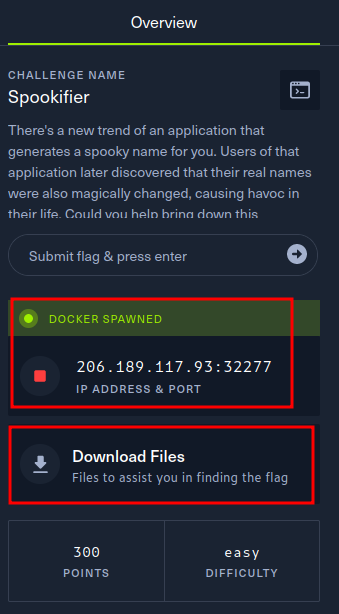 Overview
CHALLENGE NAME
Spookifier
There's a new trend of an application that
generates a spooky name for you. Users of that
application later discovered that their real names
were also magically changed, causing havoc in
their life. Could you help bring down this
Submit flag & press enter
DOCKER SPAWNED
206.189.117.93:32277
IP ADDRESS & PORT
Download Files
Files to assist you in finding the flag
300
POINTS
easy
DIFFICULTY